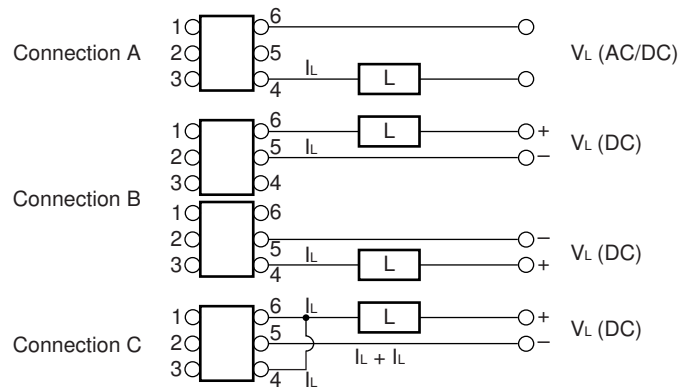 Connection A
1 6
2 5
3 4
IL
L
VL (AC/DC)
Connection B
1 6
2 5
3 4
IL
L
+
−
VL (DC)
1 6
2 5
3 4
IL
L
−
+
VL (DC)
Connection C
1 6
2 5
3 4
IL
L
IL + IL
IL
+
−
VL (DC)